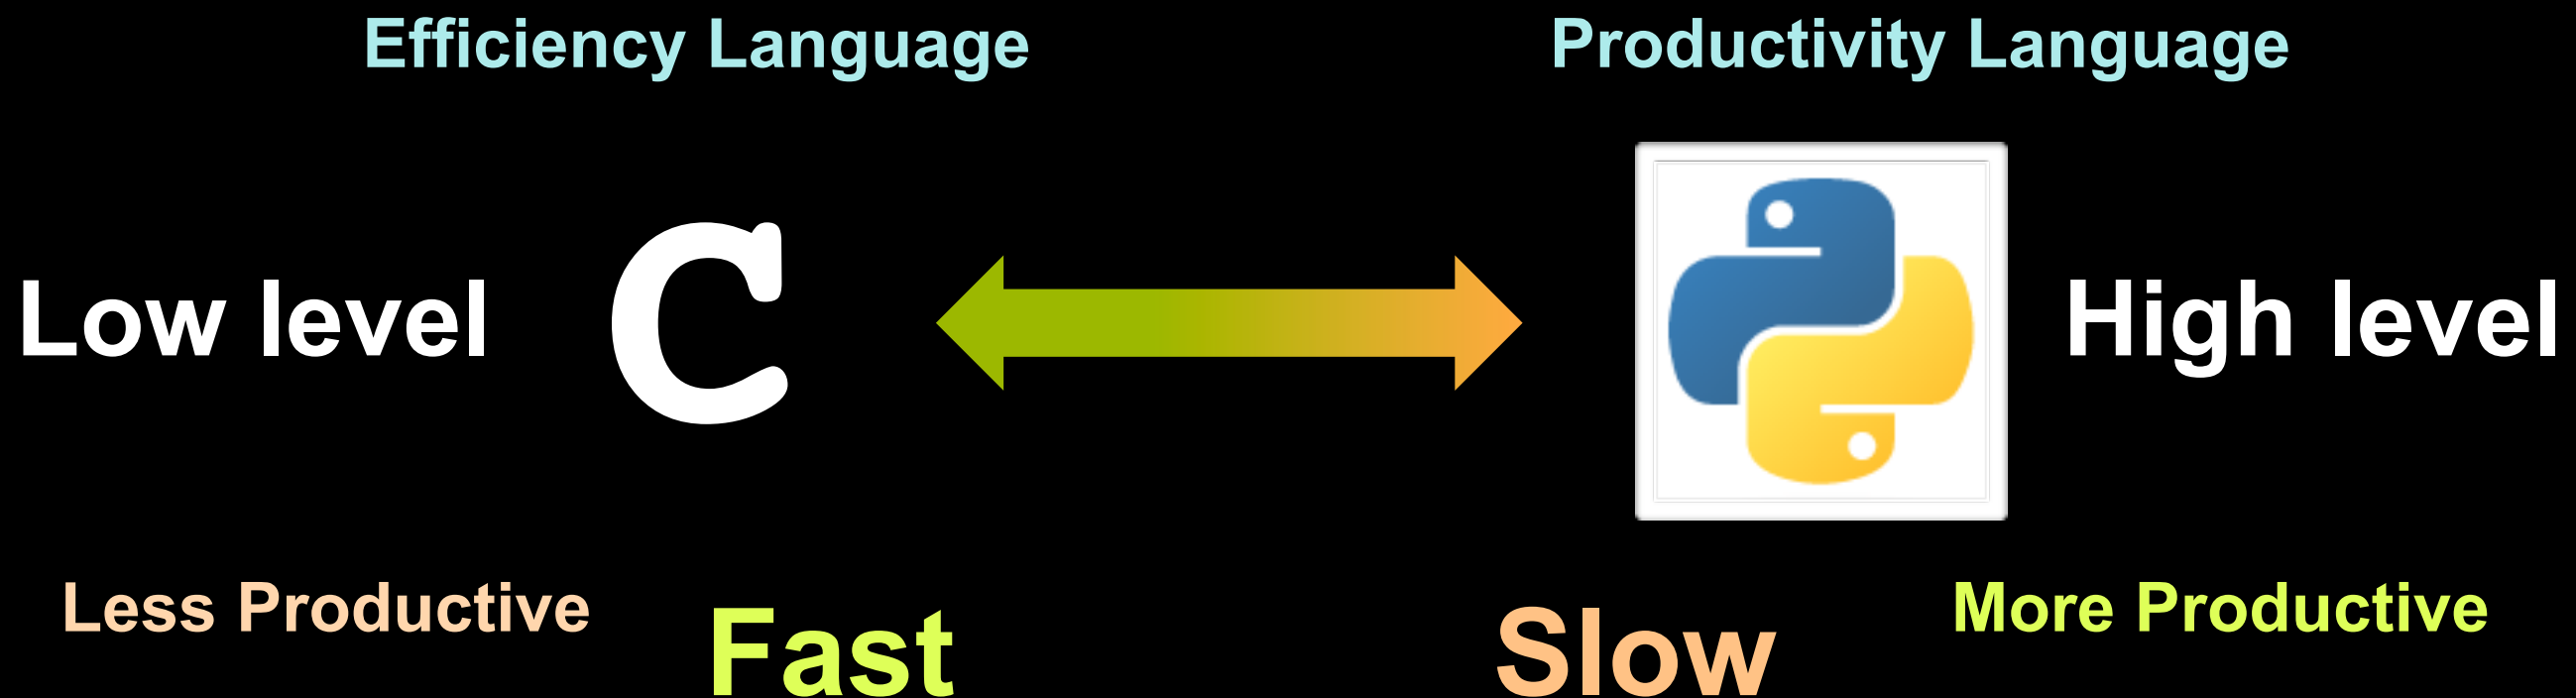 Efficiency Language
Productivity Language
Low level
C
High level
Less Productive
Fast
Slow
More Productive